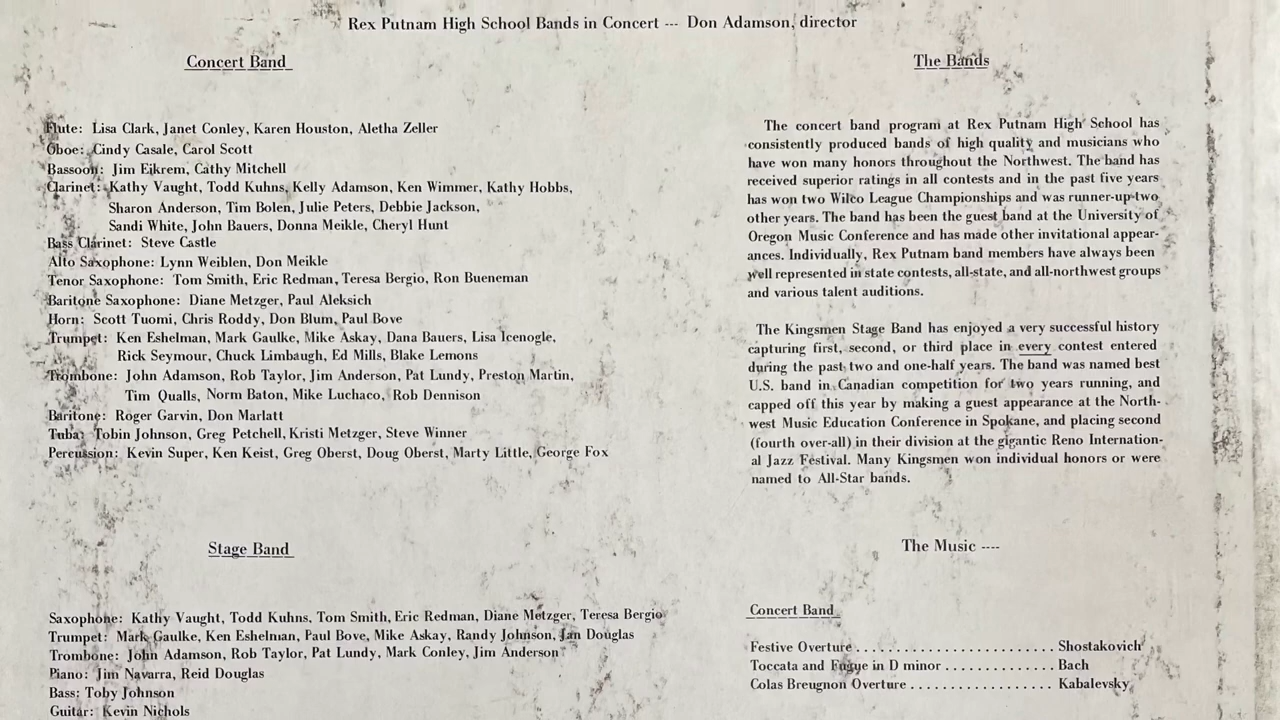 Rex Putnam High School Bands in Concert --- Don Adamson, director
Concert Band
Flute: Lisa Clark, Janet Conley, Karen Houston, Aletha Zeller
Oboe: Cindy Casale, Carol Scott
Bassoon: Jim Eikrem, Cathy Mitchell
Clarinet: Kathy Vaught, Todd Kuhns, Kelly Adamson, Ken Wimmer, Kathy Hobbs,
Sharon Anderson, Tim Bolen, Julie Peters, Debbie Jackson,
Sandi White, John Bauers, Donna Meikle, Cheryl Hunt
Bass Clarinet: Steve Castle
Alto Saxophone: Lynn Weiblen, Don Meikle
Tenor Saxophone: Tom Smith, Eric Redman, Teresa Bergio, Ron Bueneman
Baritone Saxophone: Diane Metzger, Paul Aleksich
Horn: Scott Tuomi, Chris Roddy, Don Blum, Paul Bove
Trumpet: Ken Eshelman, Mark Gaulke, Mike Askay, Dana Bauers, Lisa Icenogle,
Rick Seymour, Chuck Limbaugh, Ed Mills, Blake Lemons
Trombone: John Adamson, Rob Taylor, Jim Anderson, Pat Lundy, Preston Martin,
Tim Qualls, Norm Baton, Mike Luchaco, Rob Dennison
Baritone: Roger Garvin, Don Marlatt
Tuba: Tobin Johnson, Greg Petchell, Kristi Metzger, Steve Winner
Percussion: Kevin Super, Ken Keist, Greg Oberst, Doug Oberst, Marty Little, George Fox
Stage Band
Saxophone: Kathy Vaught, Todd Kuhns, Tom Smith, Eric Redman, Diane Metzger, Teresa Bergio
Trumpet: Mark Gaulke, Ken Eshelman, Paul Bove, Mike Askay, Randy Johnson, Jan Douglas
Trombone: John Adamson, Rob Taylor, Pat Lundy, Mark Conley, Jim Anderson
Piano: Jim Navarra, Reid Douglas
Bass: Toby Johnson
Guitar: Kevin Nichols
The Bands
The concert band program at Rex Putnam High School has
consistently produced bands of high quality and musicians who
have won many honors throughout the Northwest. The band has
received superior ratings in all contests and in the past five years
has won two Wilco League Championships and was runner-up two
other years. The band has been the guest band at the University of
Oregon Music Conference and has made other invitational appear-
ances. Individually, Rex Putnam band members have always been
well represented in state contests, all-state, and all-northwest groups
and various talent auditions.
The Kingsmen Stage Band has enjoyed a very successful history
capturing first, second, or third place in every contest entered
during the past two and one-half years. The band was named best
U.S. band in Canadian competition for two years running, and
capped off this year by making a guest appearance at the North-
west Music Education Conference in Spokane, and placing second
(fourth over-all) in their division at the gigantic Reno Internation-
al Jazz Festival. Many Kingsmen won individual honors or were
named to All-Star bands.
The Music ----
Concert Band
Festive Overture . . . . . . . . . . . . . . . . . . . . . . . . . Shostakovich
Toccata and Fugue in D minor . . . . . . . . . . . . . . Bach
Colas Breugnon Overture . . . . . . . . . . . . . . . . . . Kabalevsky